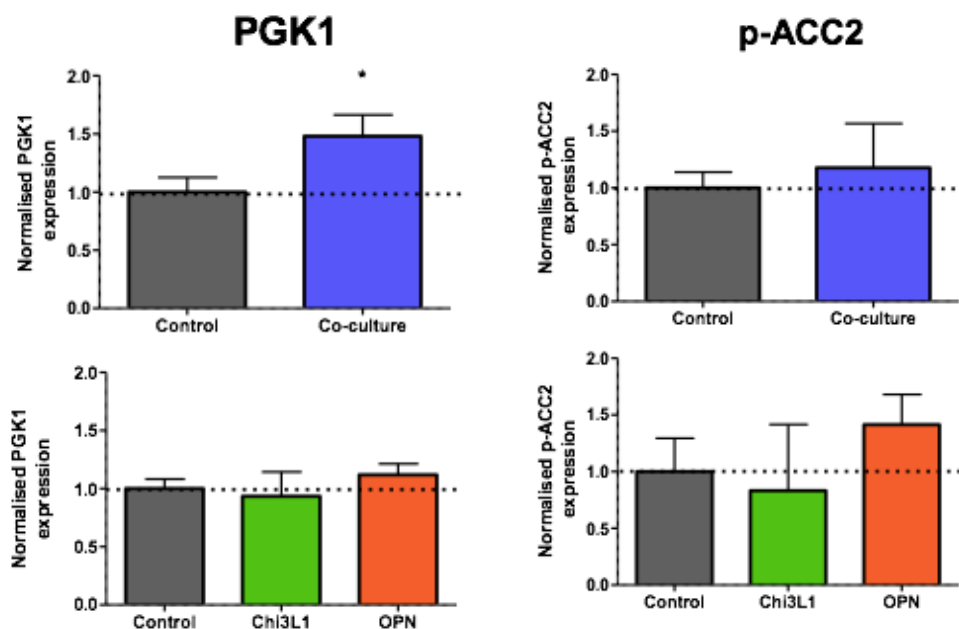 PGK1
p-ACC2
Normalised PGK1
expression
2.0
*
1.5
1.0
0.5
0.0
Control
Co-culture
Normalised p-ACC2
expression
2.0
1.5
1.0
0.5
0.0
Control
Co-culture
Normalised PGK1
expression
2.0
1.5
1.0
0.5
0.0
Control
Chi3L1
OPN
Normalised p-ACC2
expression
2.0
1.5
1.0
0.5
0.0
Control
Chi3L1
OPN